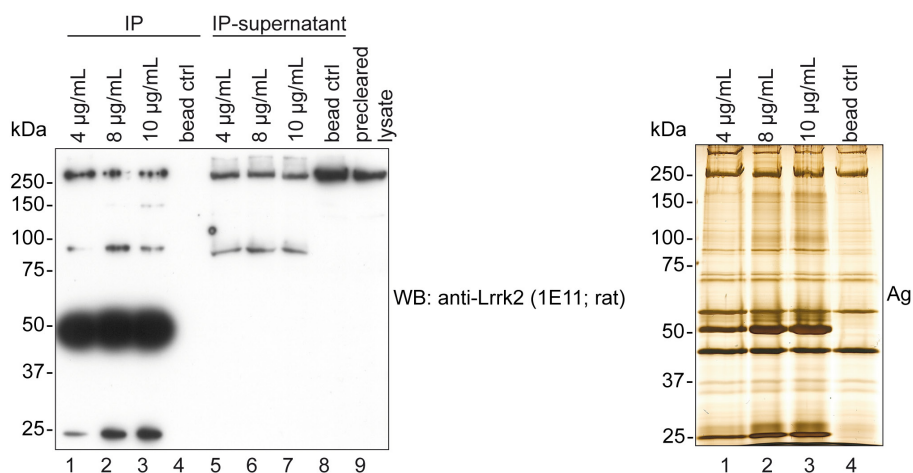 IP IP-supernatant
4 µg/mL 8 µg/mL 10 µg/mL bead ctrl 4 µg/mL 8 µg/mL 10 µg/mL bead ctrl precleared lysate
kDa
250-
150-
100-
75-
50-
37-
25-
1 2 3 4 5 6 7 8 9
WB: anti-Lrrk2 (1E11; rat)
4 µg/mL 8 µg/mL 10 µg/mL bead ctrl
kDa
250-
150-
100-
75-
50-
37-
25-
1 2 3 4
Ag